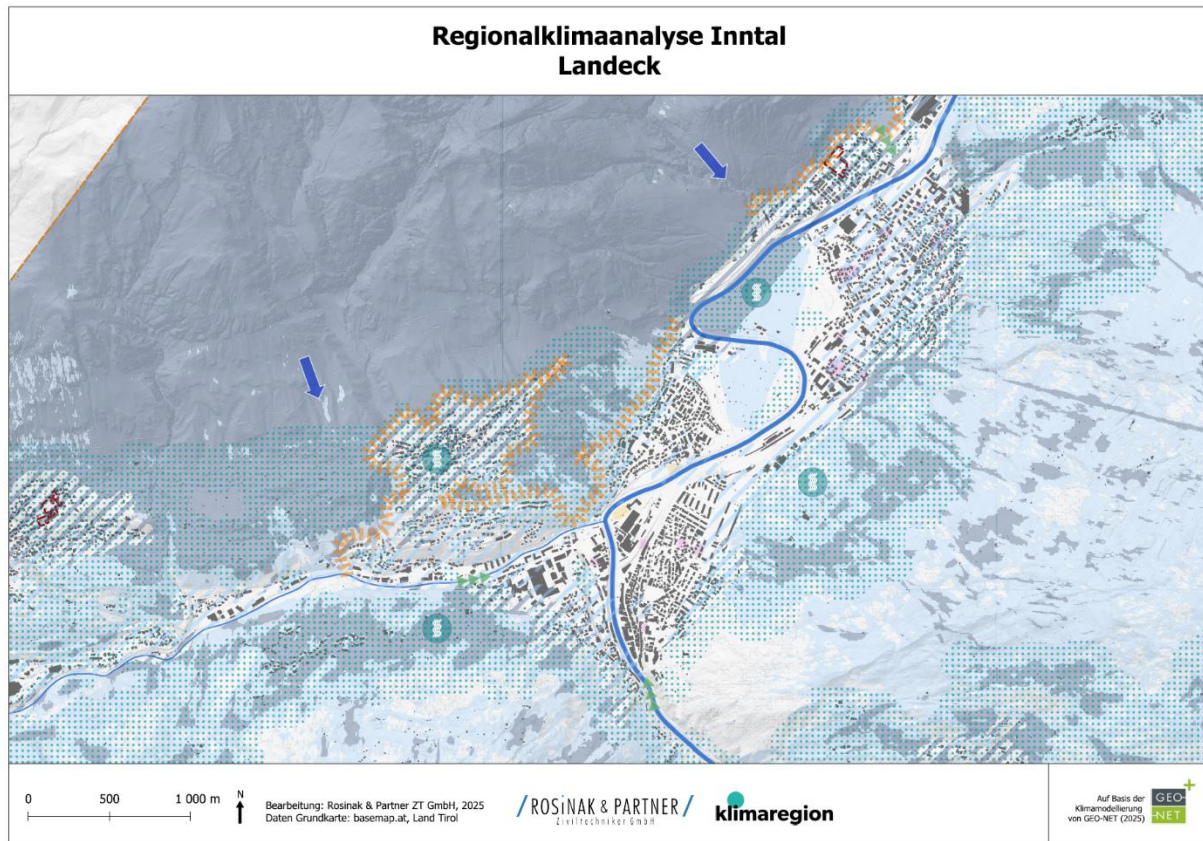 Regionalklimaanalyse Inntal
Landeck
0 500 1 000 m
N
Bearbeitung: Rosinak & Partner ZT GmbH, 2025
Daten Grundkarte: basemap.at, Land Tirol
/ ROSiNAK & PARTNER /
Ziviltechniker GmbH
klimaregion
Auf Basis der
Klimamodellierung
von GEO-NET (2025)
GEO-
NET